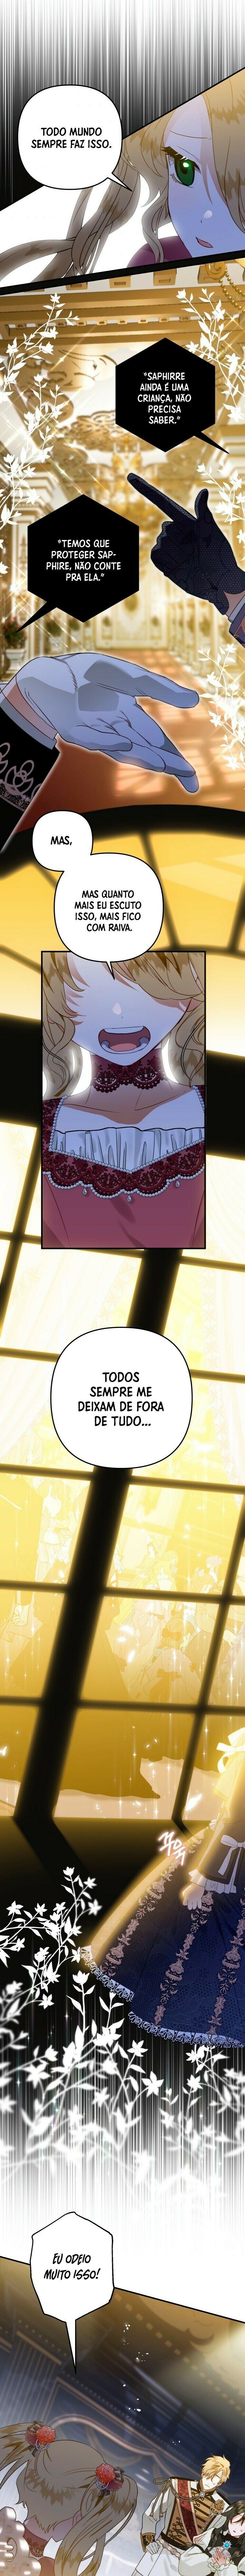 TODO MUNDO
SEMPRE FAZ ISSO.
"SAPHIRRE
AINDA É UMA
CRIANÇA, NÃO
PRECISA
SABER."
"TEMOS QUE
PROTEGER SAP-
PHIRE, NÃO CONTE
PRA ELA."
MAS,
MAS QUANTO
MAIS EU ESCUTO
ISSO, MAIS FICO
COM RAIVA.
TODOS
SEMPRE ME
DEIXAM DE FORA
DE TUDO...
EU ODEIO
MUITO ISSO!